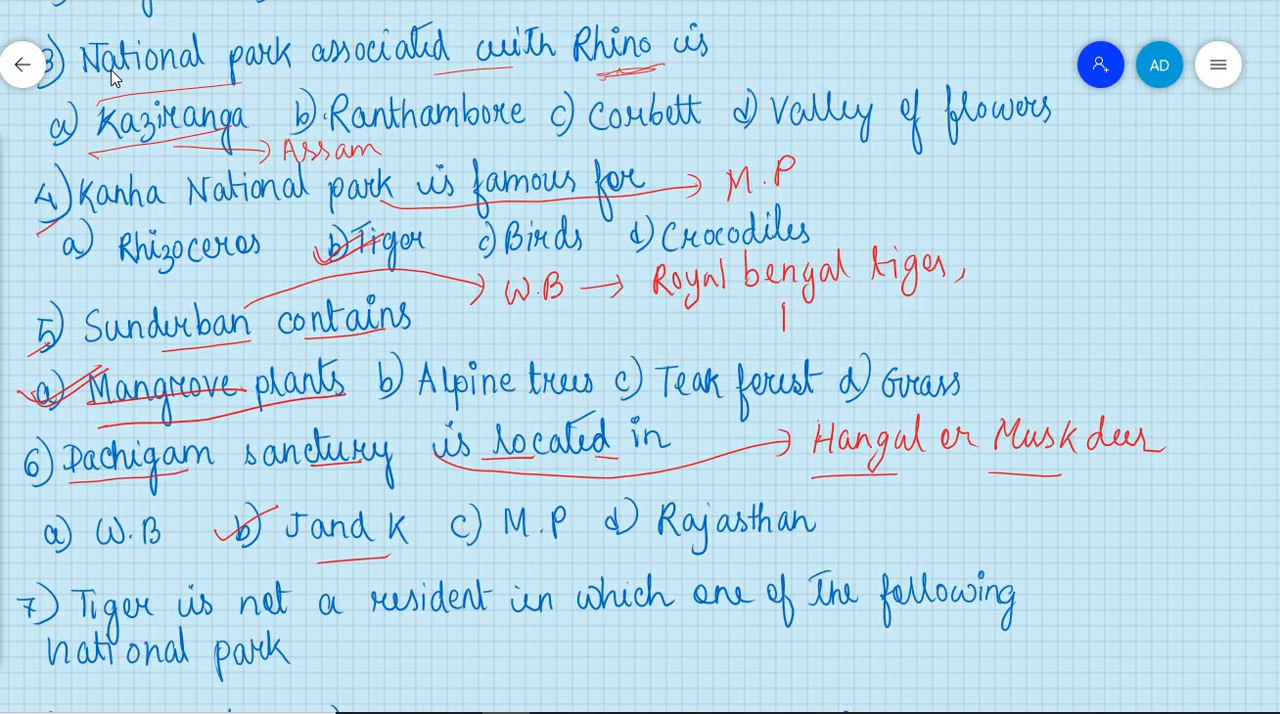 3) National park associated with Rhino is
AD
a) Kaziranga b) Ranthambore c) Corbett d) Valley of flowers
Assam
4) Kanha National park is famous for → M.P
a) Rhizoceros b) Tiger c) Birds d) Crocodiles
W.B → Royal bengal tiger,
5) Sunderban contains
a) Mangrove plants b) Alpine trees c) Teak forest d) Grass
6) Dachigam sanctury is located in → Hangul or Musk deer
a) W.B b) J and K c) M.P d) Rajasthan
7) Tiger is not a resident in which one of the following
national park